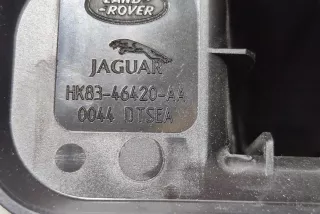 LAND
-ROVER
JAGUAR
HK83-46420-AA
0044 DTSEA